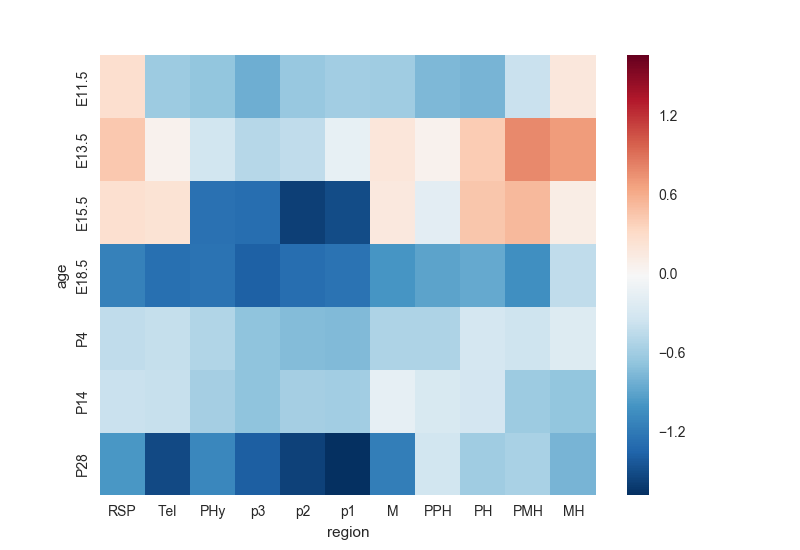 age
E11.5
E13.5
E15.5
E18.5
P4
P14
P28
RSP Tel PHy p3 p2 p1 M PPH PH PMH MH
region
1.2
0.6
0.0
−0.6
−1.2